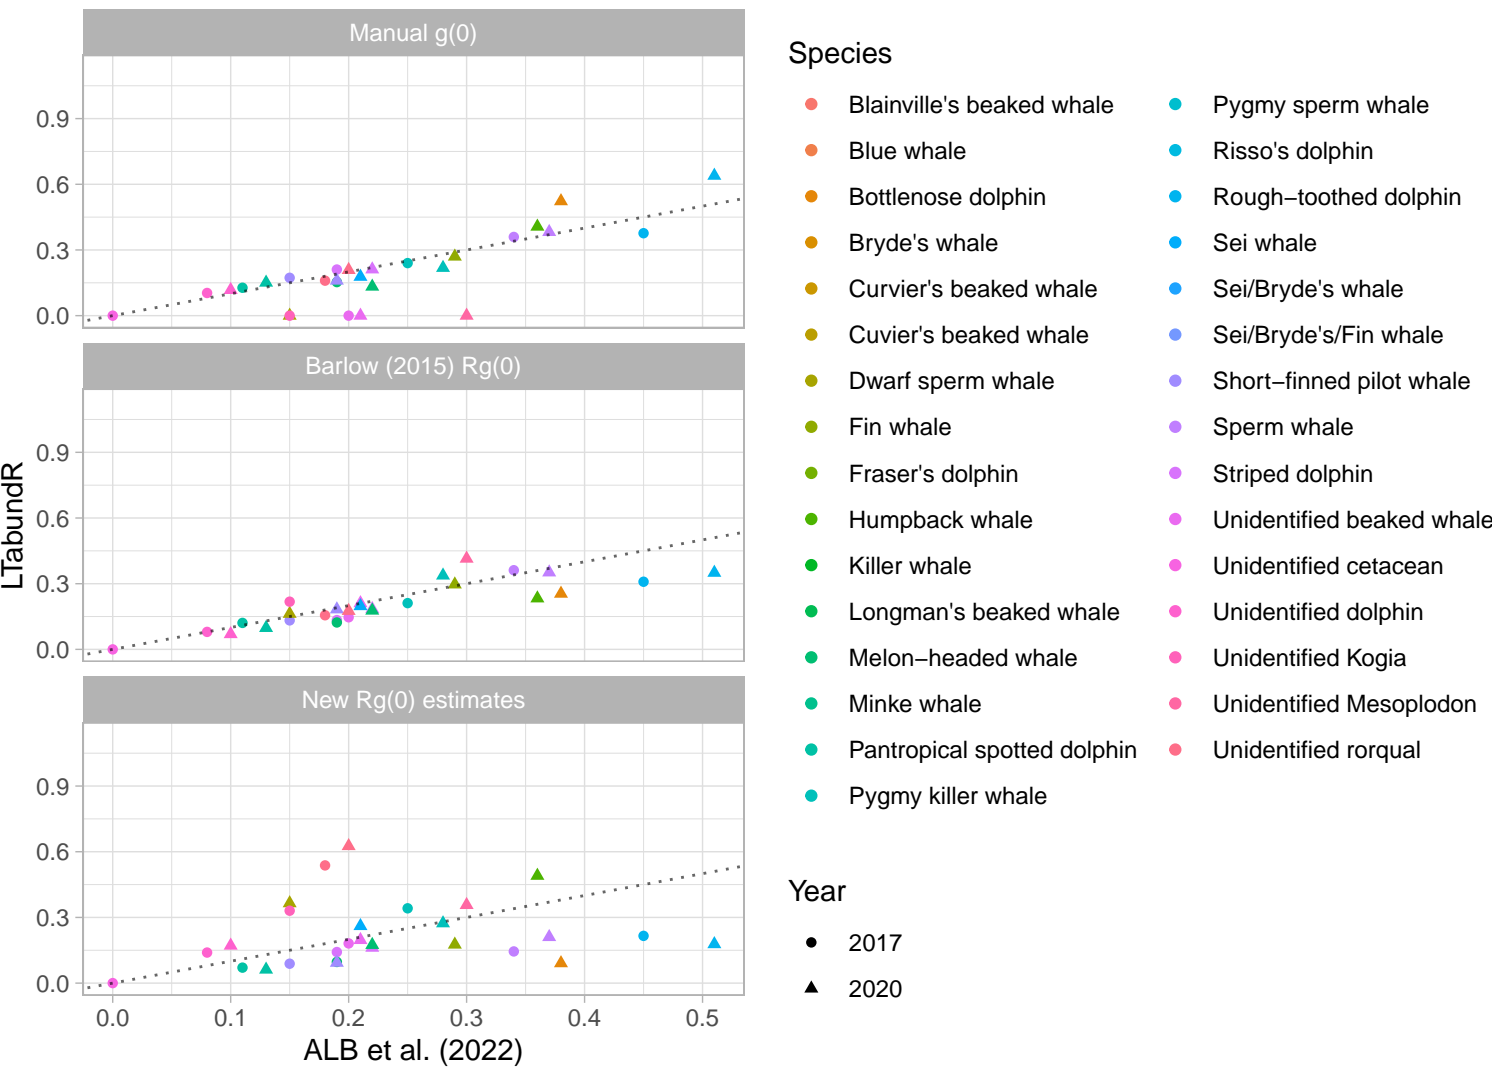 Manual g(0)
0.9
0.6
0.3
0.0
Barlow (2015) Rg(0)
0.9
0.6
0.3
0.0
New Rg(0) estimates
0.9
0.6
0.3
0.0
0.0 0.1 0.2 0.3 0.4 0.5
ALB et al. (2022)
LTabundR
Species
Blainville's beaked whale
Blue whale
Bottlenose dolphin
Bryde's whale
Curvier's beaked whale
Cuvier's beaked whale
Dwarf sperm whale
Fin whale
Fraser's dolphin
Humpback whale
Killer whale
Longman's beaked whale
Melon−headed whale
Minke whale
Pantropical spotted dolphin
Pygmy killer whale
Pygmy sperm whale
Risso's dolphin
Rough−toothed dolphin
Sei whale
Sei/Bryde's whale
Sei/Bryde's/Fin whale
Short−finned pilot whale
Sperm whale
Striped dolphin
Unidentified beaked whale
Unidentified cetacean
Unidentified dolphin
Unidentified Kogia
Unidentified Mesoplodon
Unidentified rorqual
Year
2017
2020